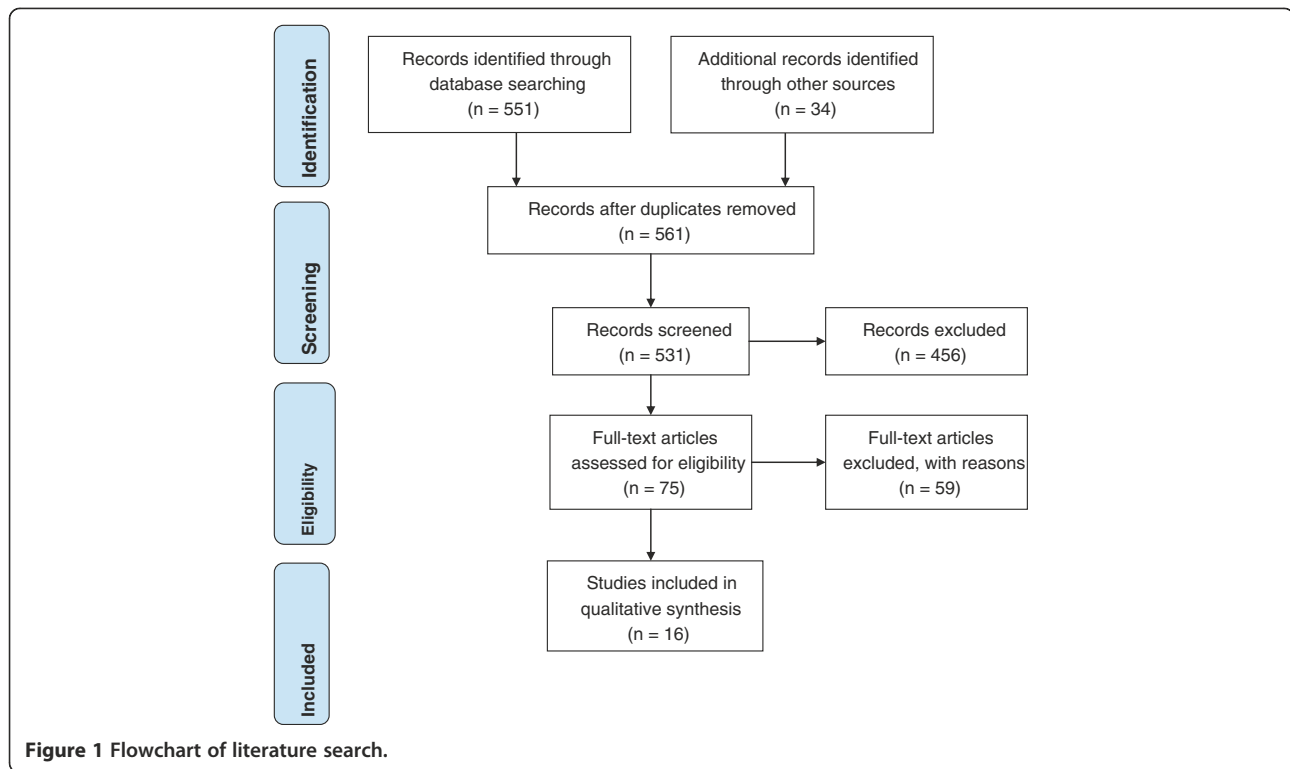 Identification
Records identified through
database searching
(n = 551)
Additional records identified
through other sources
(n = 34)
Records after duplicates removed
(n = 561)
Screening
Records screened
(n = 531)
Records excluded
(n = 456)
Eligibility
Full-text articles
assessed for eligibility
(n = 75)
Full-text articles
excluded, with reasons
(n = 59)
Included
Studies included in
qualitative synthesis
(n = 16)
Figure 1 Flowchart of literature search.